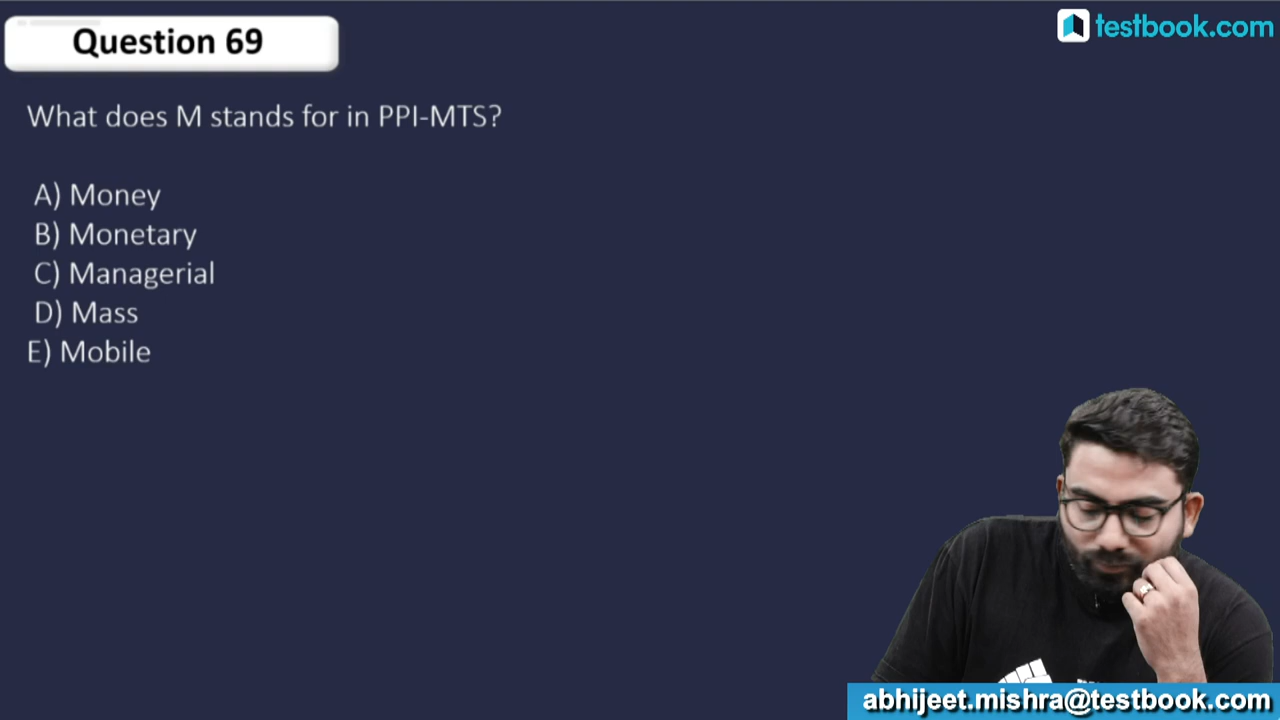 Question 69
testbook.com
What does M stands for in PPI-MTS?
A) Money
B) Monetary
C) Managerial
D) Mass
E) Mobile
abhijeet.mishra@testbook.com